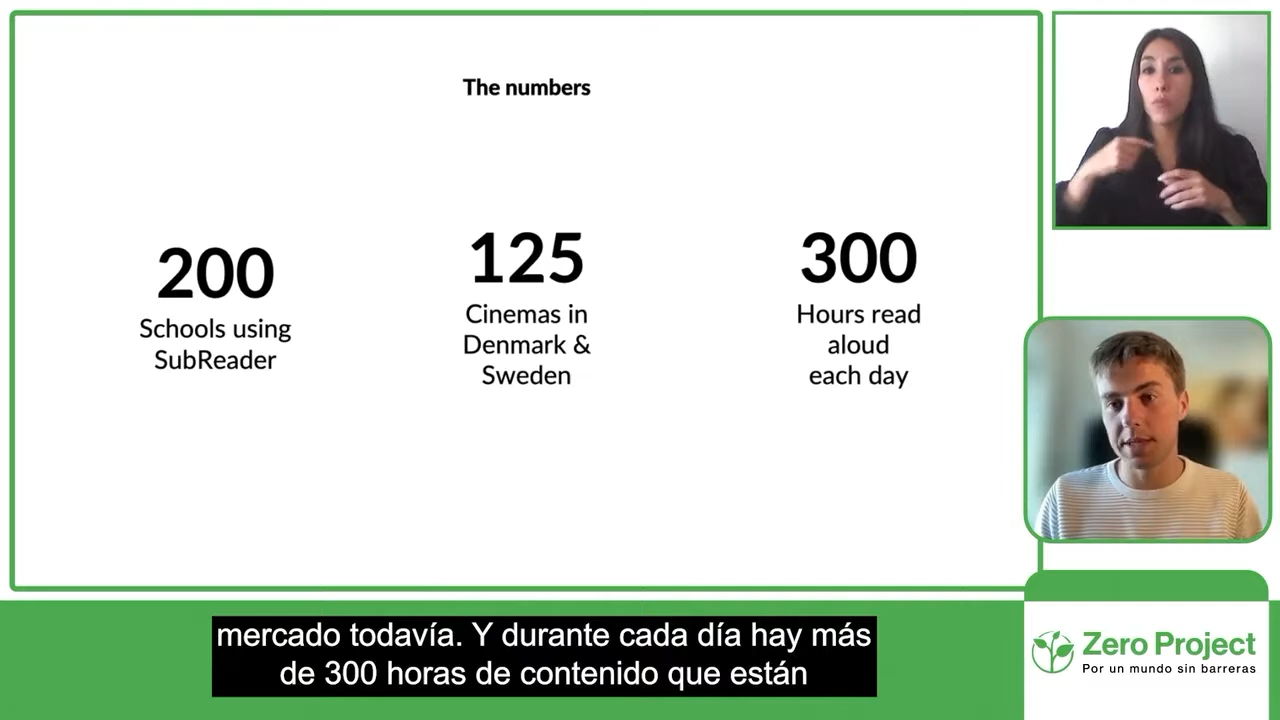 The numbers
200
Schools using
SubReader
125
Cinemas in
Denmark &
Sweden
300
Hours read
aloud
each day
mercado todavía. Y durante cada día hay más
de 300 horas de contenido que están
Zero Project
Por un mundo sin barreras